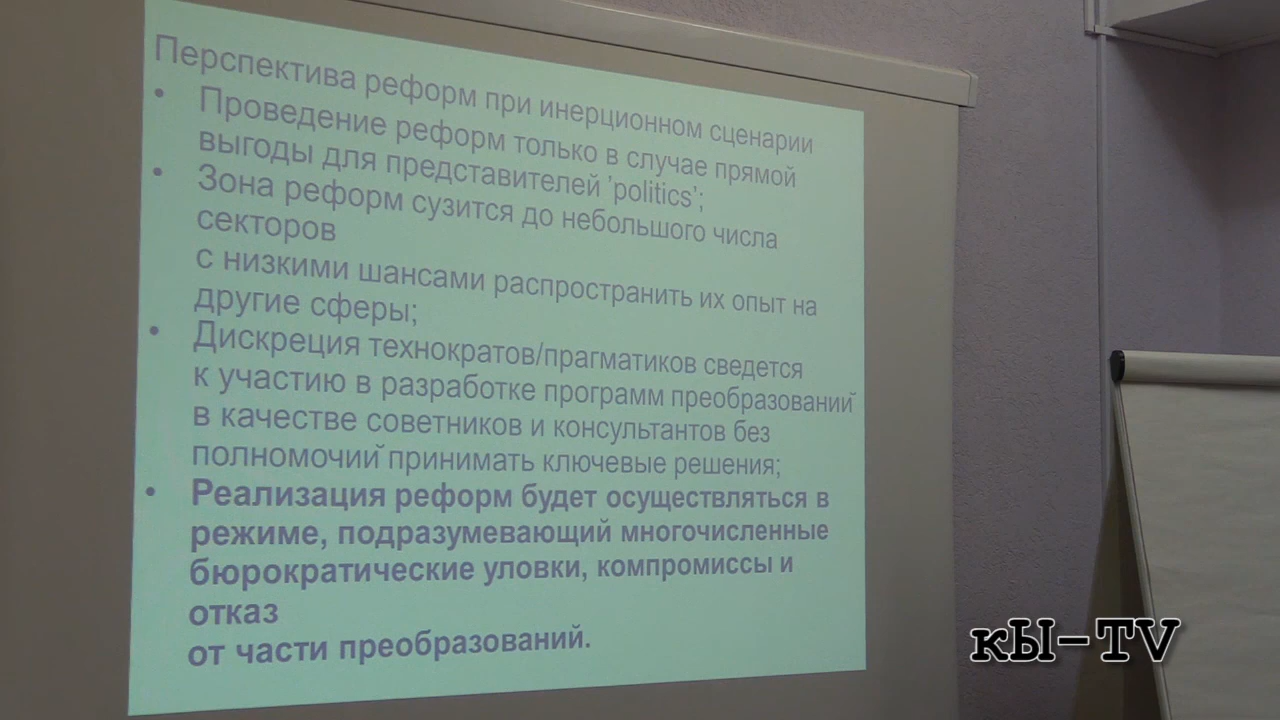 Перспектива реформ при инерционном сценарии
• Проведение реформ только в случае прямой
выгоды для представителей 'politics';
• Зона реформ сузится до небольшого числа
секторов
с низкими шансами распространить их опыт на
другие сферы;
• Дискреция технократов/прагматиков сведется
к участию в разработке программ преобразований
в качестве советников и консультантов без
полномочий принимать ключевые решения;
• Реализация реформ будет осуществляться в
режиме, подразумевающий многочисленные
бюрократические уловки, компромиссы и
отказ
от части преобразований.
кЫ-TV